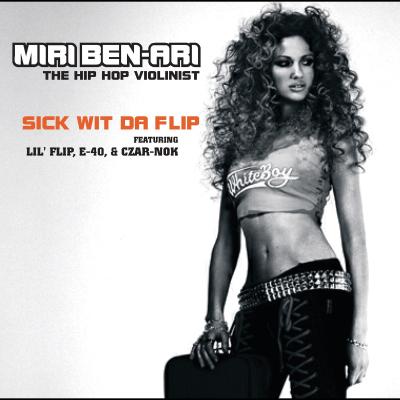 MIRI BEN-ARI
THE HIP HOP VIOLINIST
SICK WIT DA FLIP
FEATURING
LIL' FLIP, E-40, & CZAR-NOK
WhiteBoy